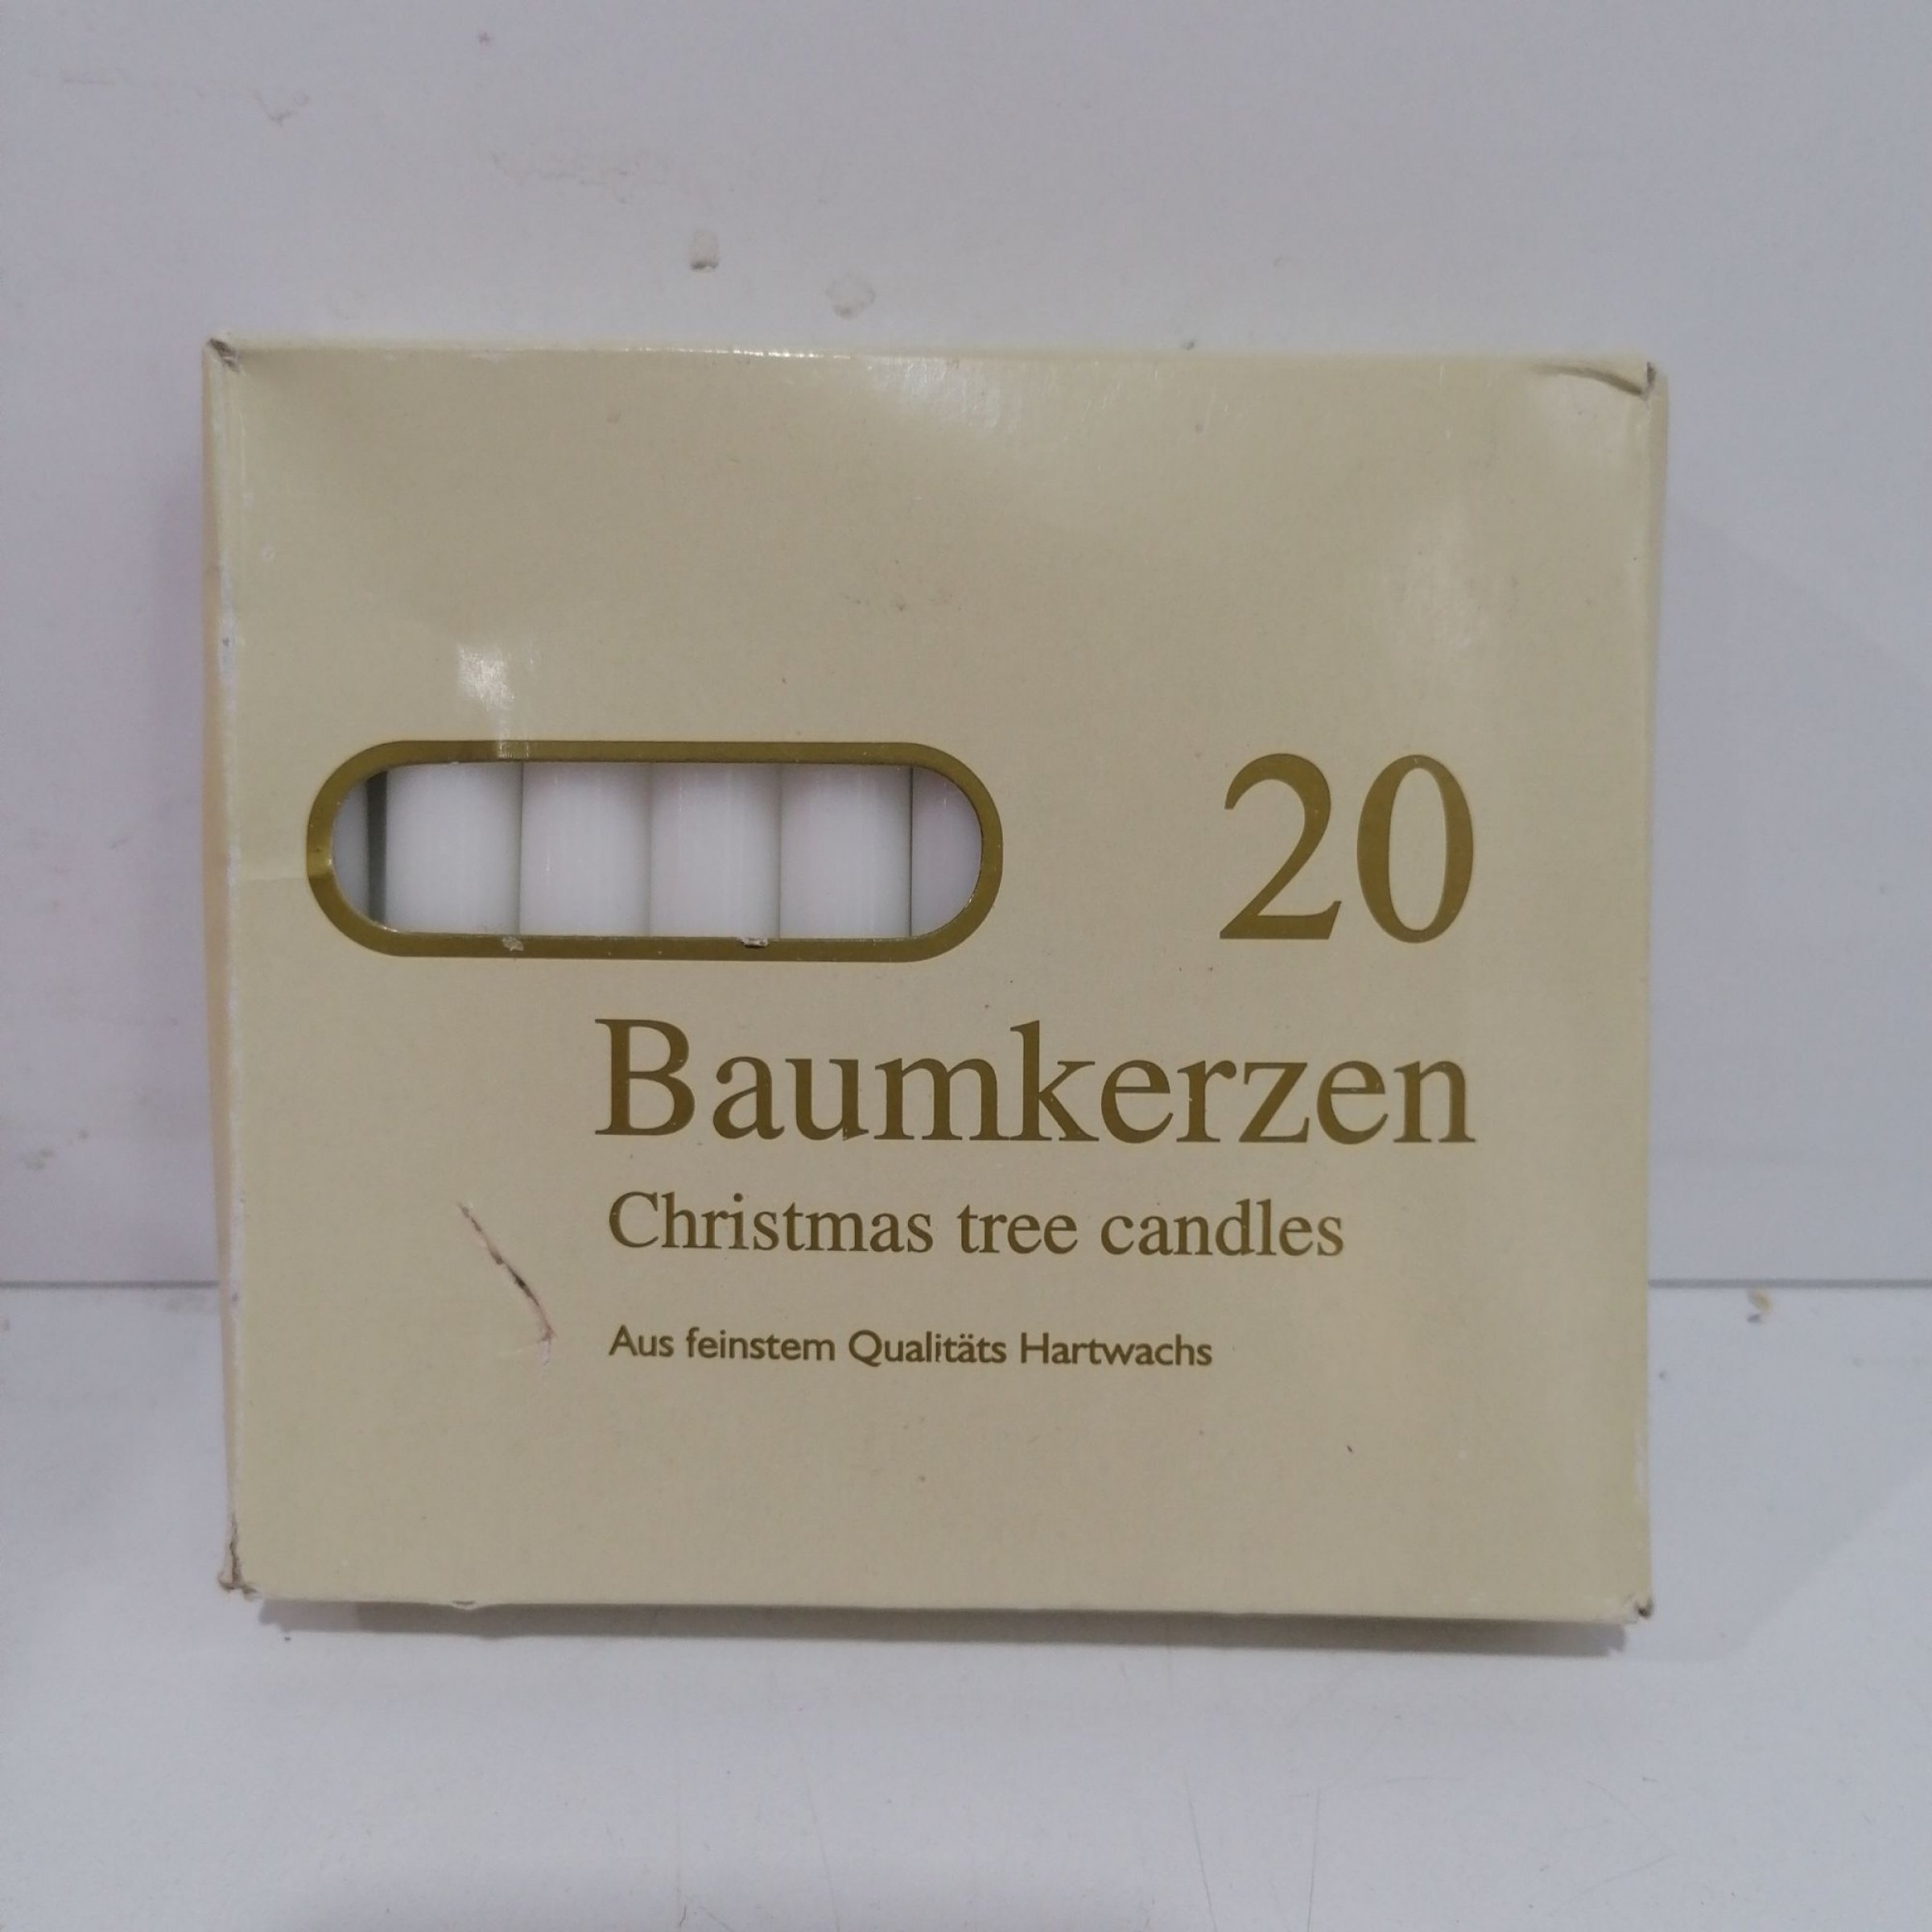 20
Baumkerzen
Christmas tree candles
Aus feinstem Qualitäts Hartwachs